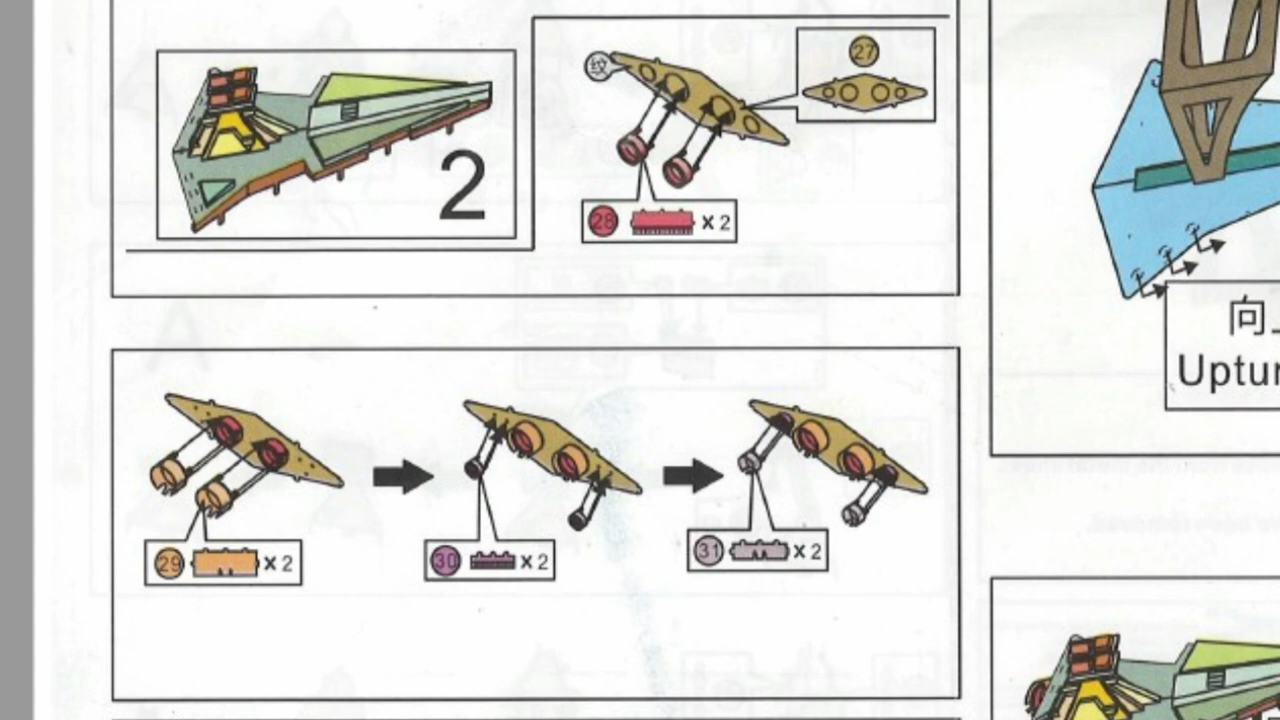 2
纹
27
28 X 2
29 X 2
30 X 2
31 X 2
向
Uptur
A